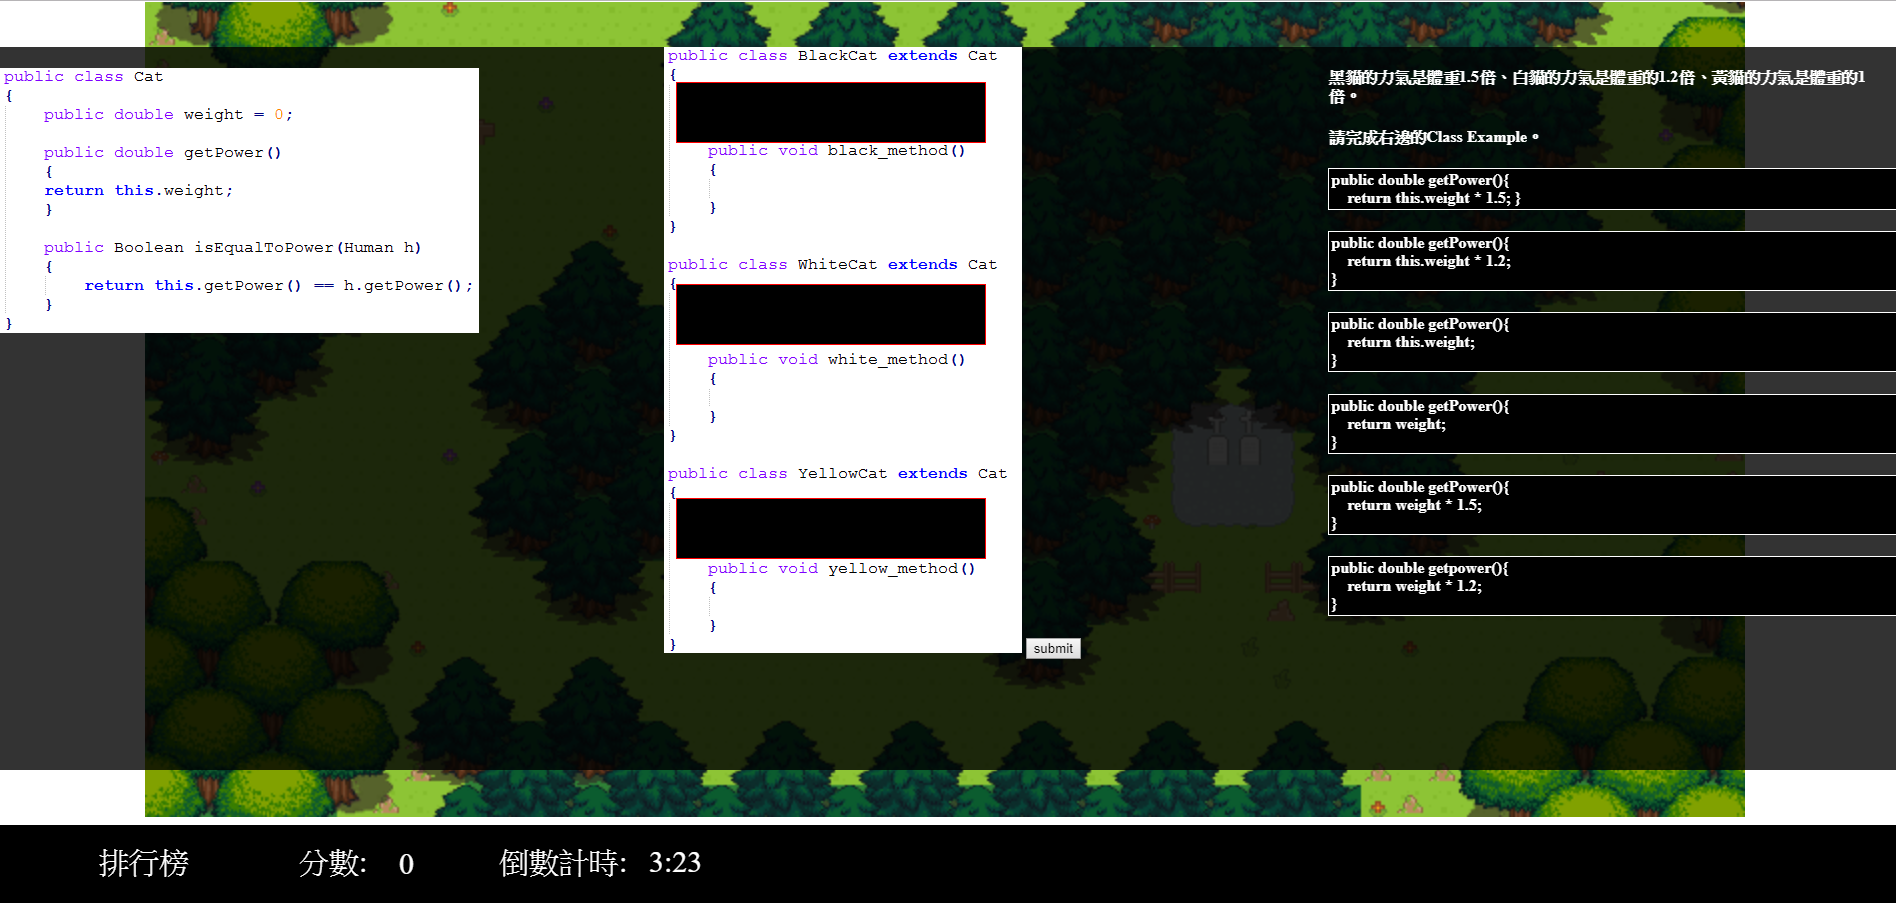 public class Cat
{
public double weight = 0;
public double getPower()
{
return this.weight;
}
public Boolean isEqualToPower(Human h)
{
return this.getPower() == h.getPower();
}
}
public class BlackCat extends Cat
{
public void black_method()
{
}
}
public class WhiteCat extends Cat
{
public void white_method()
{
}
}
public class YellowCat extends Cat
{
public void yellow_method()
{
}
}
submit
黑貓的力氣是體重1.5倍、白貓的力氣是體重的1.2倍、黃貓的力氣是體重的1
倍。
請完成右邊的Class Example。
public double getPower(){
return this.weight * 1.5; }
public double getPower(){
return this.weight * 1.2;
}
public double getPower(){
return this.weight;
}
public double getPower(){
return weight;
}
public double getPower(){
return weight * 1.5;
}
public double getpower(){
return weight * 1.2;
}
排行榜 分數: 0 倒數計時: 3:23